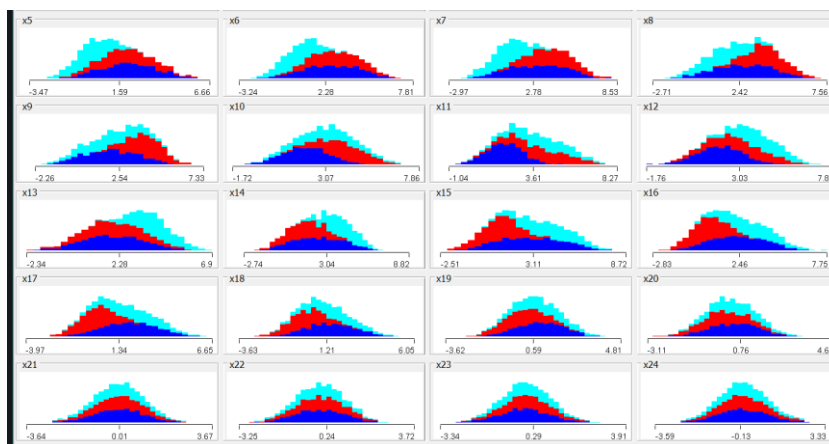 x5 x6 x7 x8
-3.47 1.59 6.66 -3.24 2.28 7.81 -2.97 2.78 8.53 -2.71 2.42 7.56
x9 x10 x11 x12
-2.26 2.54 7.33 -1.72 3.07 7.86 -1.04 3.61 8.27 -1.76 3.03
x13 x14 x15 x16
-2.34 2.28 6.9 -2.74 3.04 8.82 -2.51 3.11 8.72 -2.83 2.46 7.75
x17 x18 x19 x20
-3.97 1.34 6.65 -3.63 1.21 6.05 -3.62 0.59 4.81 -3.11 0.76
x21 x22 x23 x24
-3.64 0.01 3.67 -3.25 0.24 3.72 -3.34 0.29 3.91 -3.59 -0.13 3.33